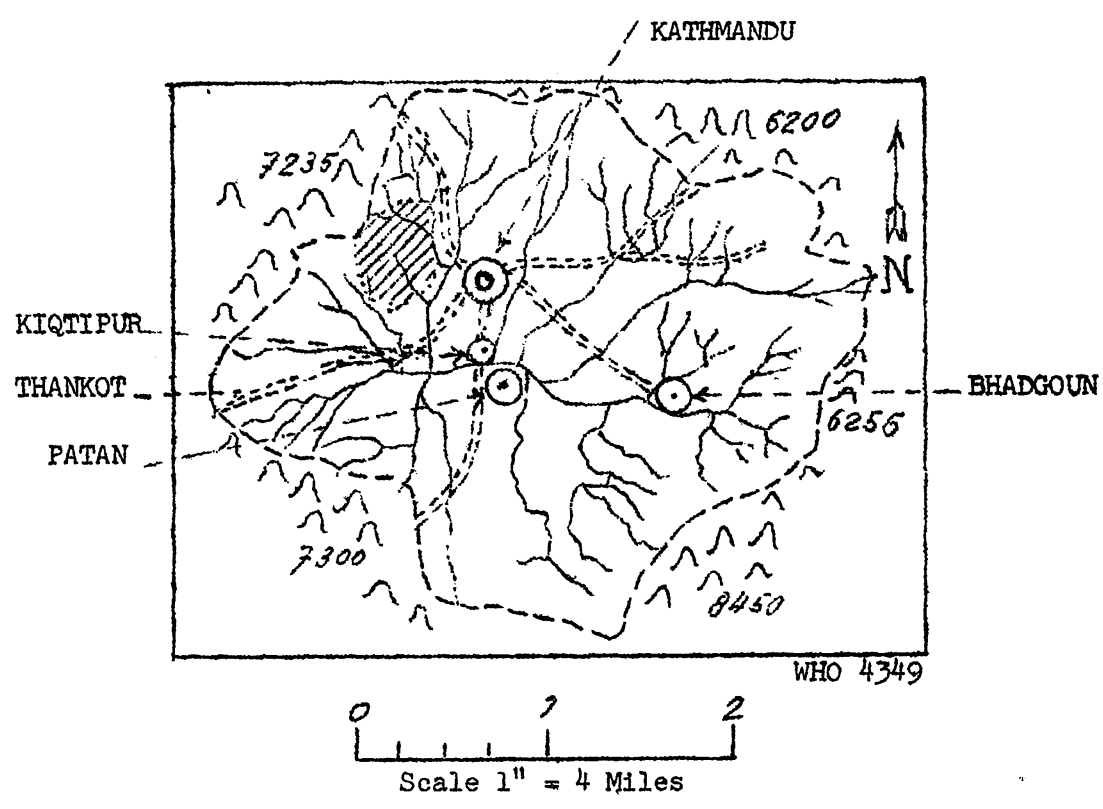 KATHMANDU
6200
7235
N
KIQTIPUR
THANKOT
BHADGOUN
6256
PATAN
7300
8450
WHO 4349
0 1 2
Scale 1" = 4 Miles